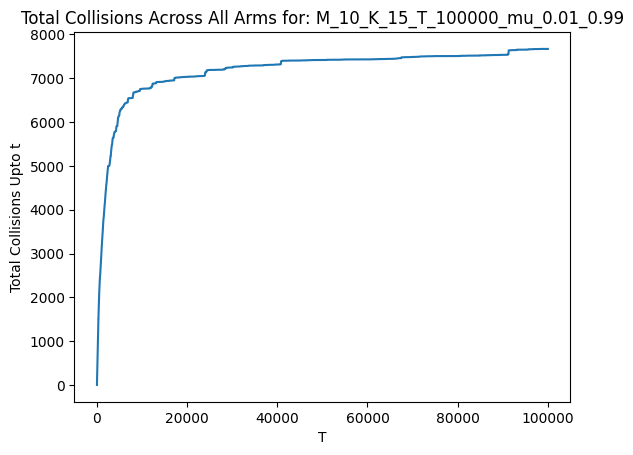 Total Collisions Across All Arms for: M_10_K_15_T_100000_mu_0.01_0.99
8000
7000
6000
5000
4000
3000
2000
1000
0
Total Collisions Upto t
0 20000 40000 60000 80000 100000
T